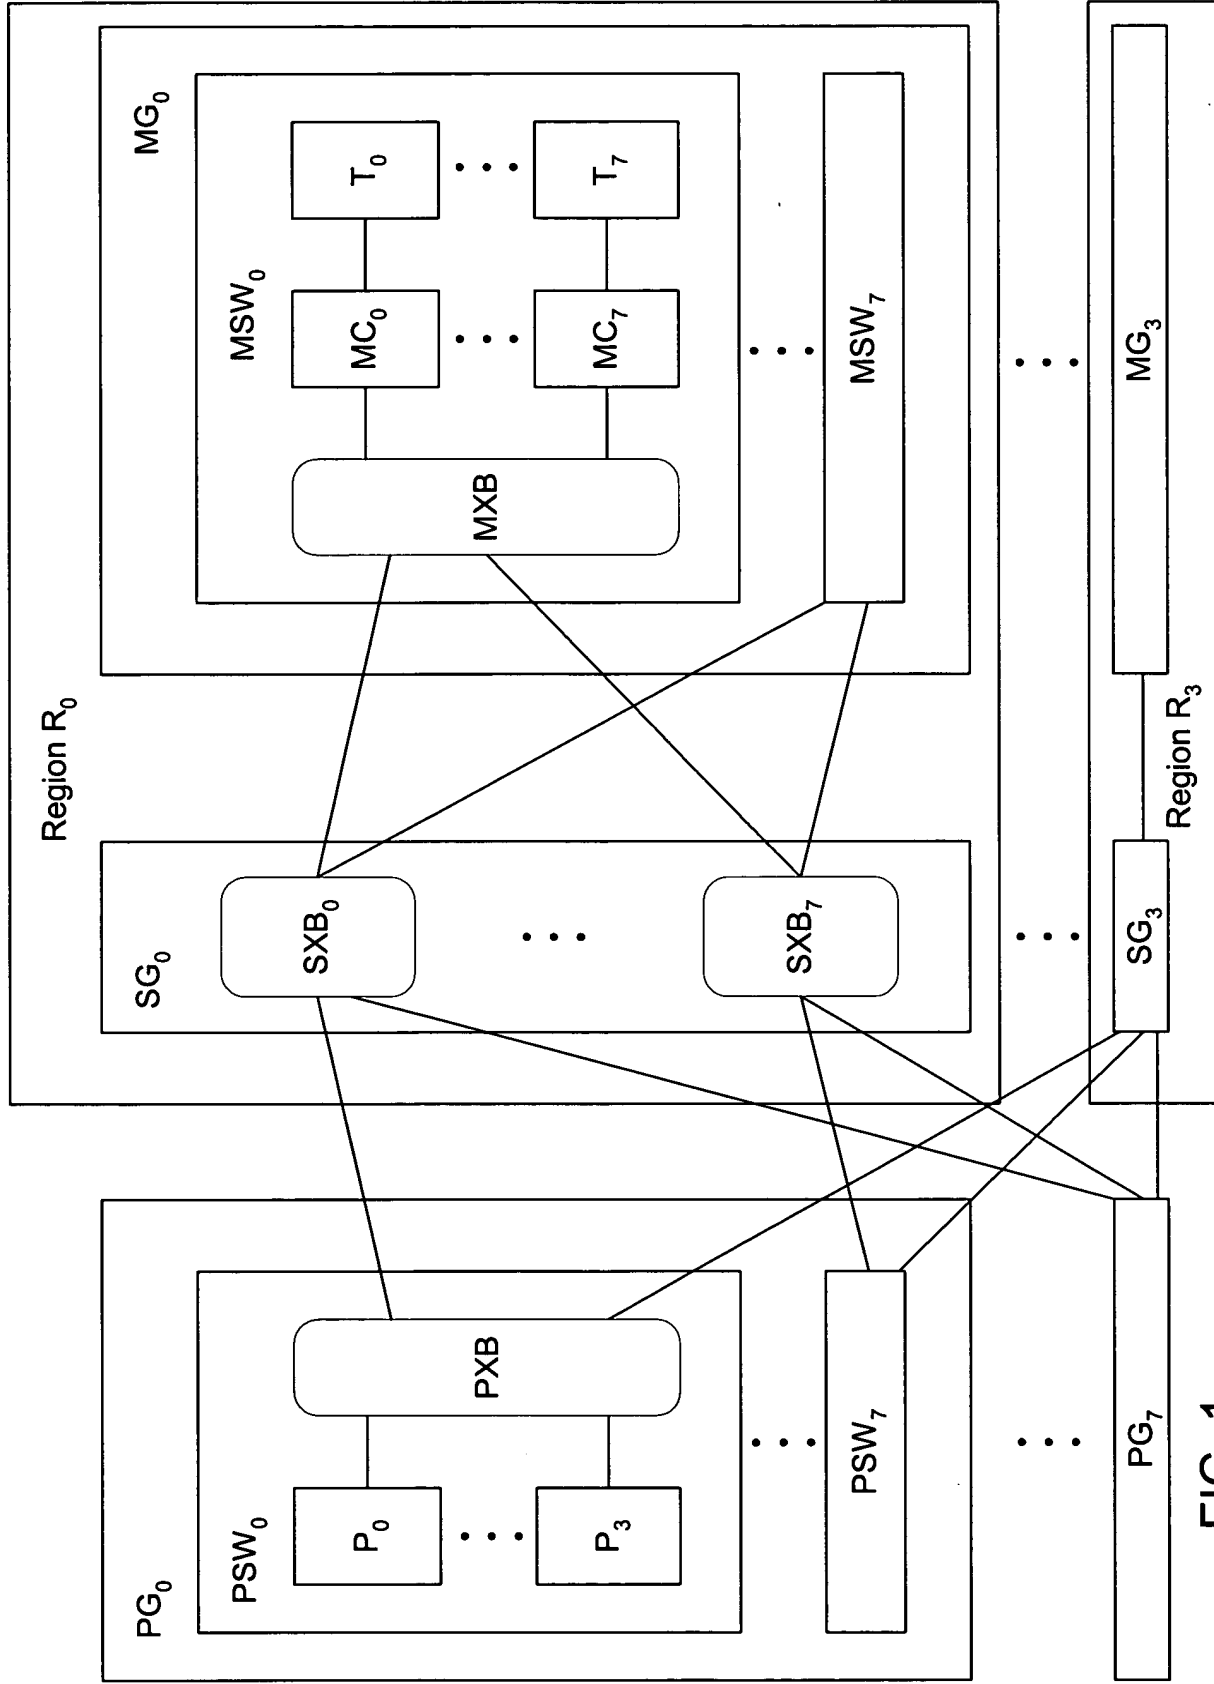 Region R₀
PG₀
PSW₀
P₀
P₃
PXB
PSW₇
PG₇
SG₀
SXB₀
SXB₇
SG₃
MG₀
MSW₀
MXB
MC₀
T₀
MC₇
T₇
MSW₇
MG₃
Region R₃
FIG. 1